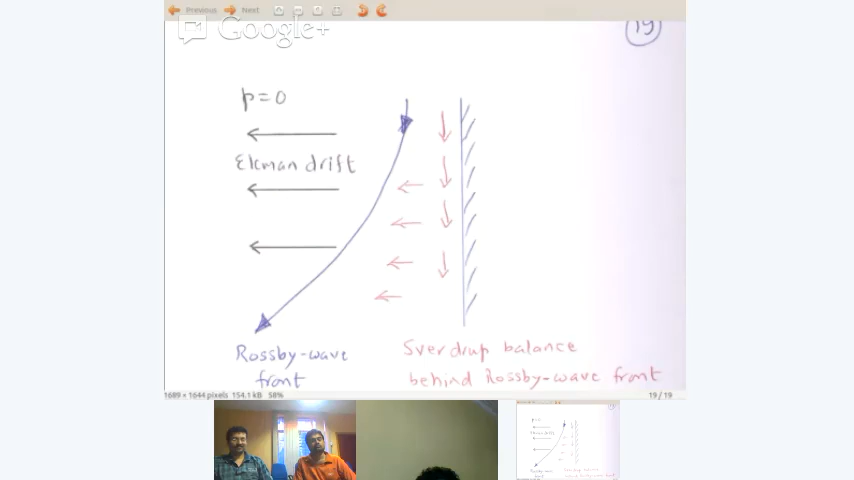 Previous Next
Google+
19
p=0
Ekman drift
Rossby-wave
front
Sverdrup balance
behind Rossby-wave front
1689 × 1644 pixels 154.1 kB 58%
19 / 19